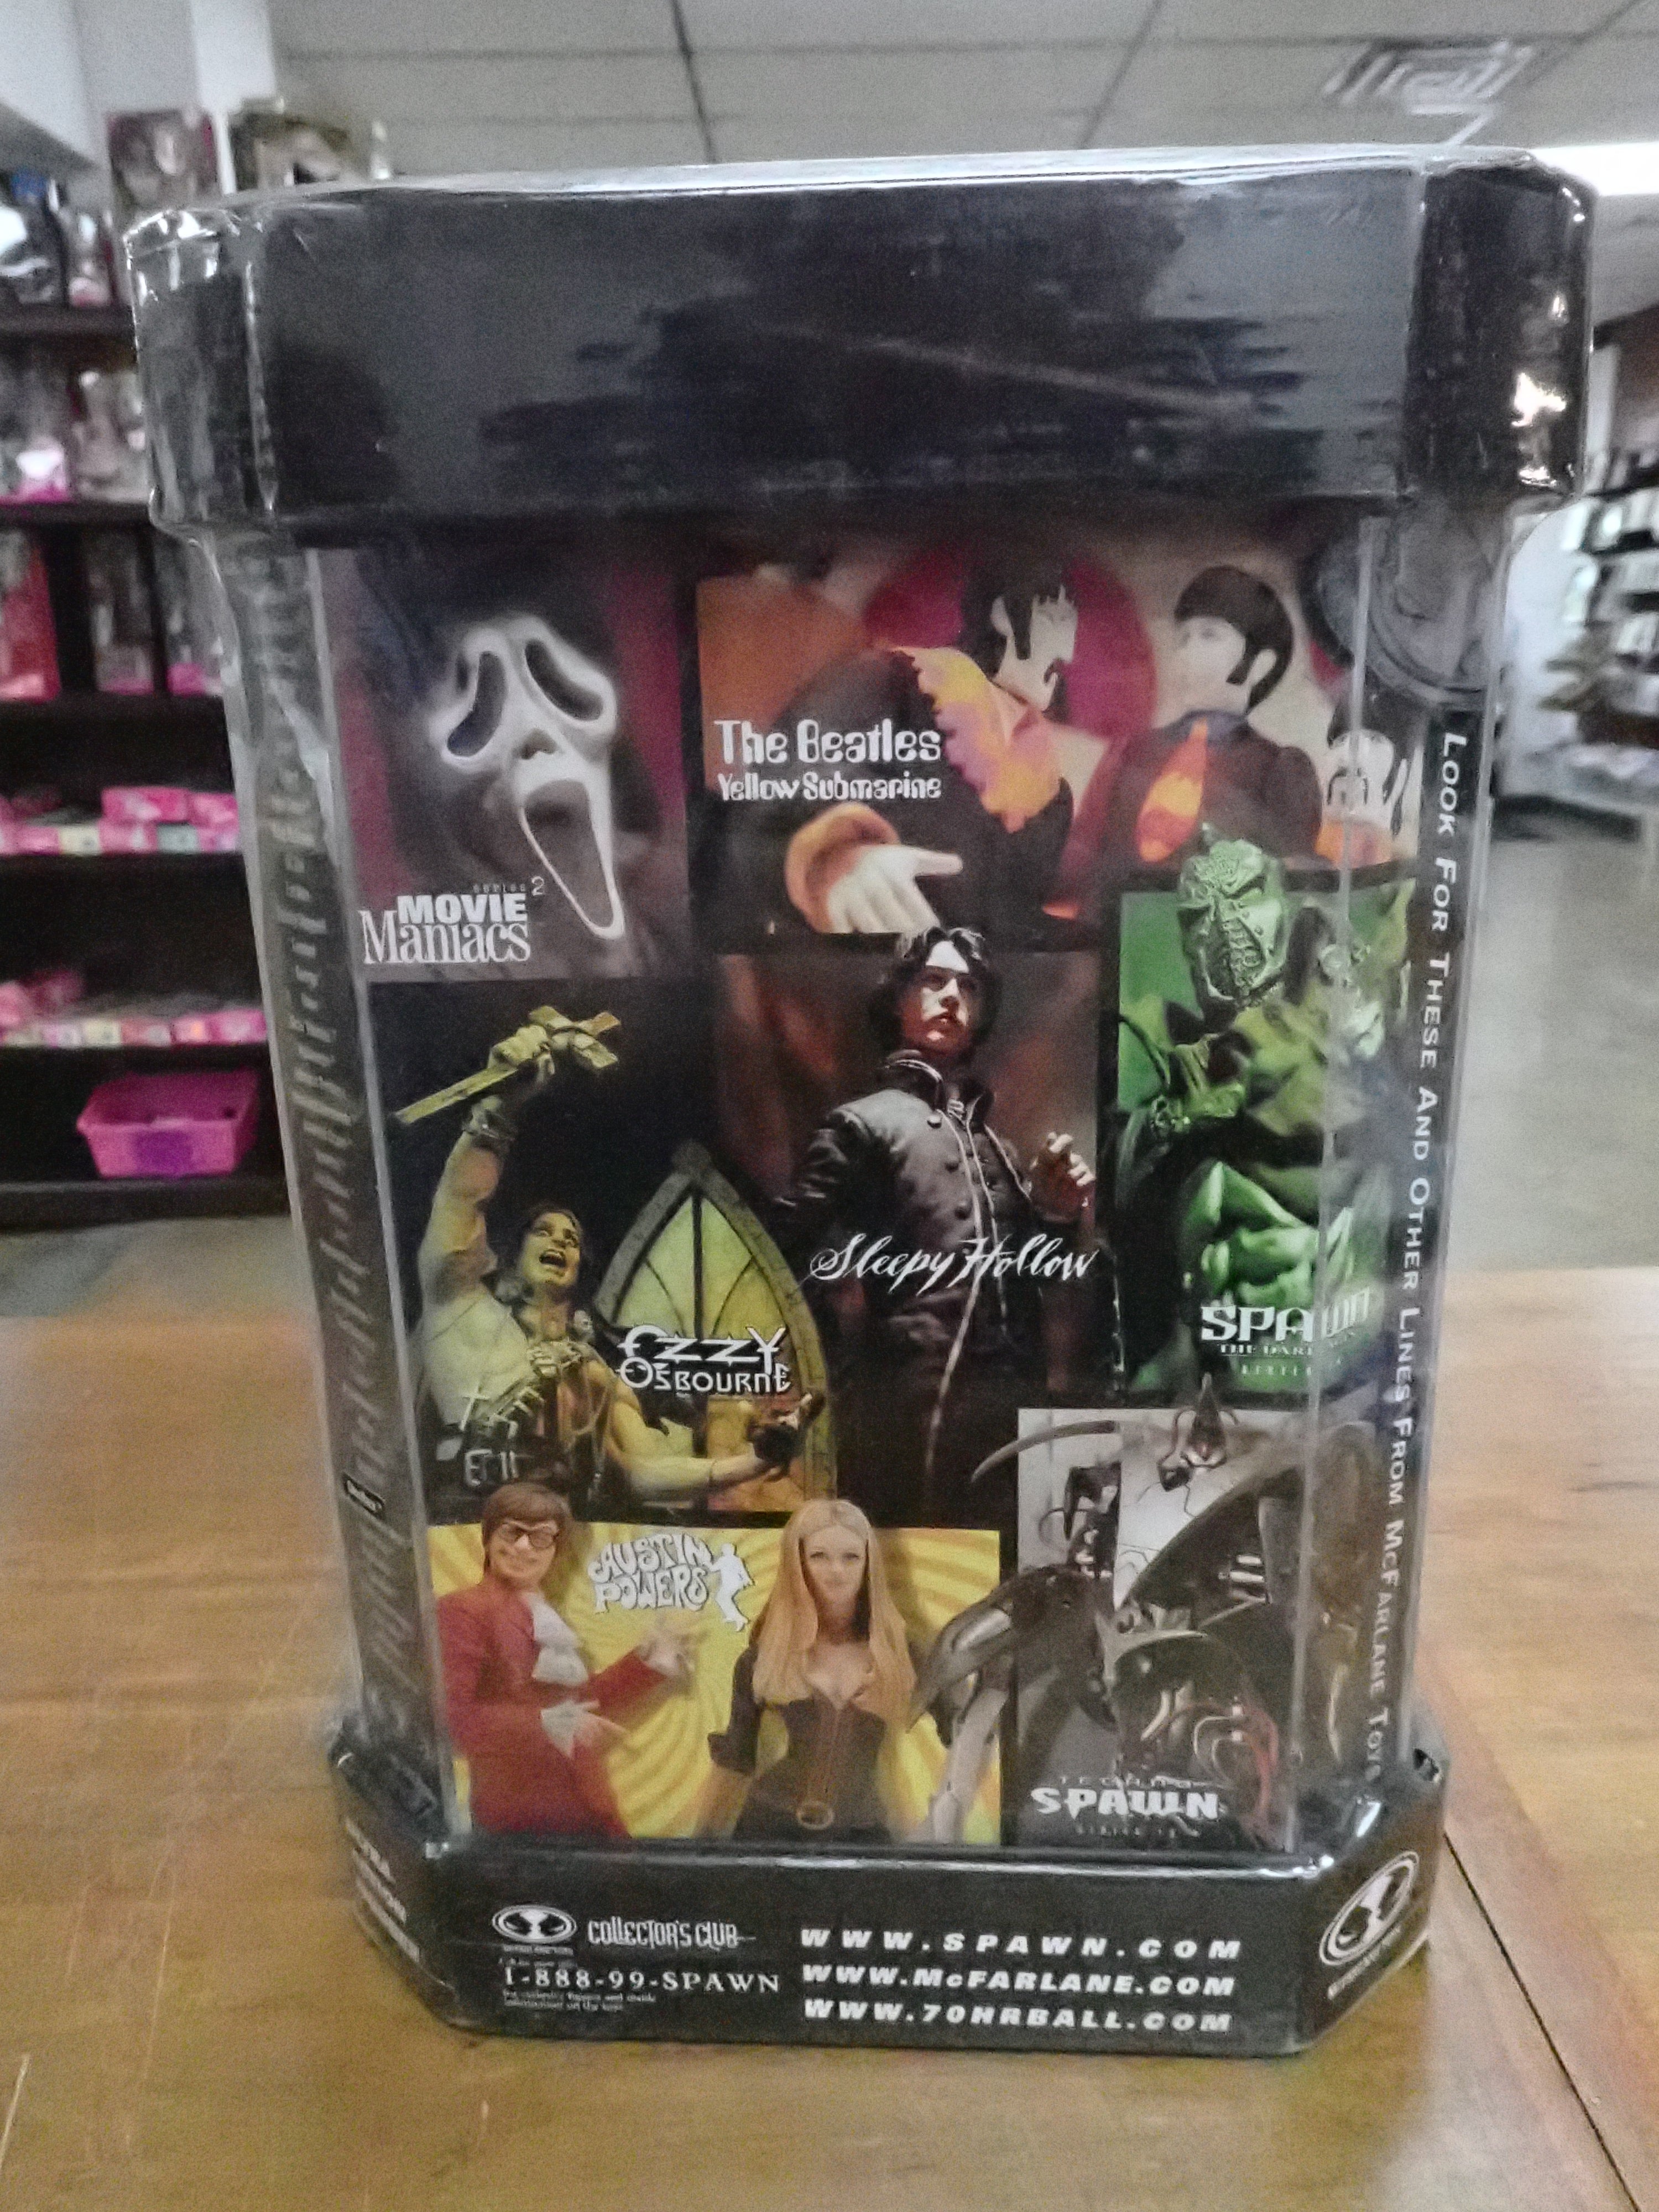 SERIES 2
MOVIE
Maniacs
The Beatles
Yellow Submarine
Sleepy Hollow
OZZY
OSBOURNE
SPAWN
AUSTIN
POWERS
TECHNO
SPAWN
LOOK FOR THESE AND OTHER LINES FROM MCFARLANE TOYS
COLLECTOR'S CLUB
1-888-99-SPAWN
WWW.SPAWN.COM
WWW.McFARLANE.COM
WWW.70HRBALL.COM